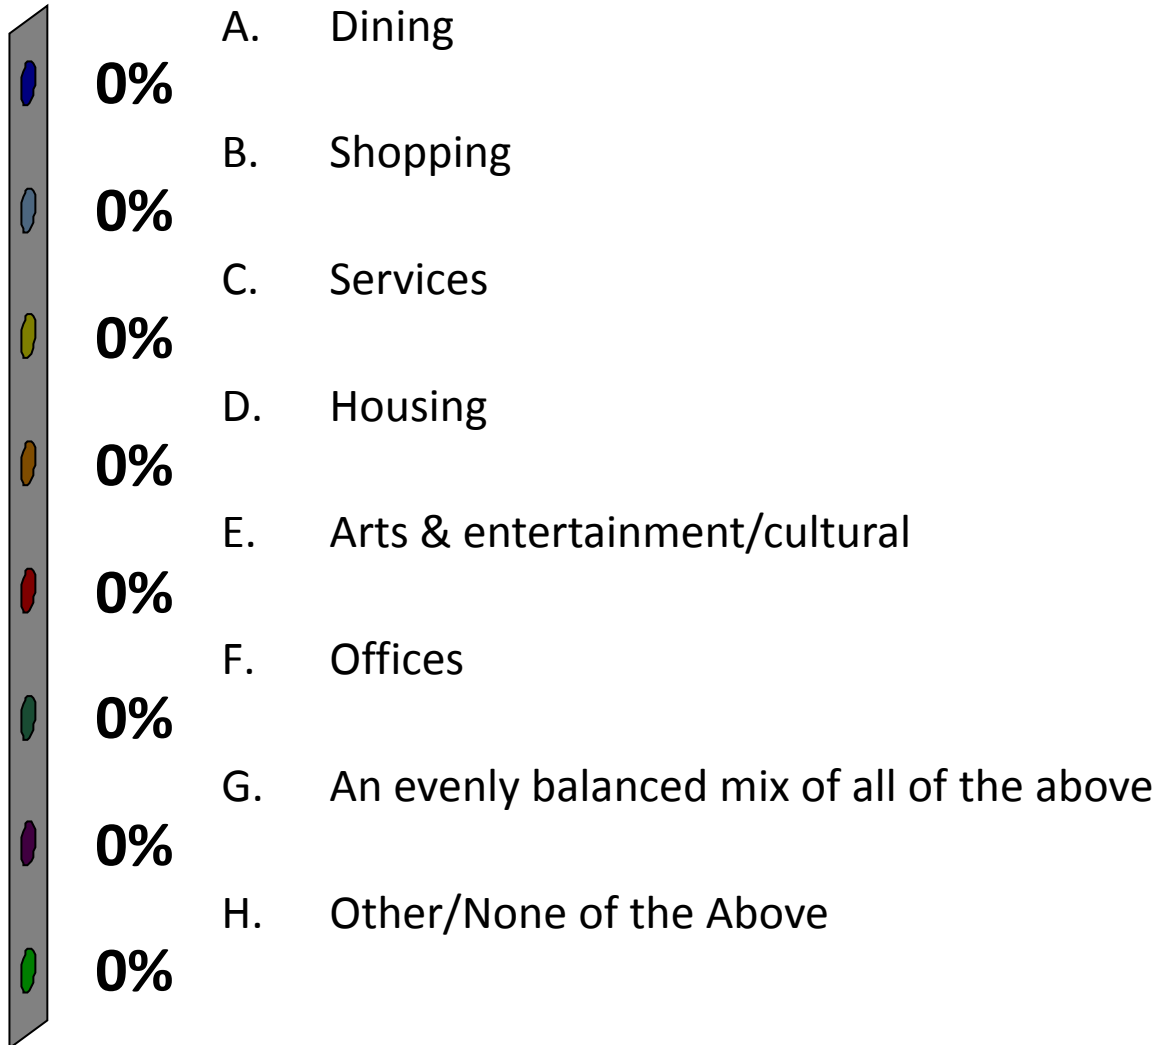 A. Dining
0%
B. Shopping
0%
C. Services
0%
D. Housing
0%
E. Arts & entertainment/cultural
0%
F. Offices
0%
G. An evenly balanced mix of all of the above
0%
H. Other/None of the Above
0%